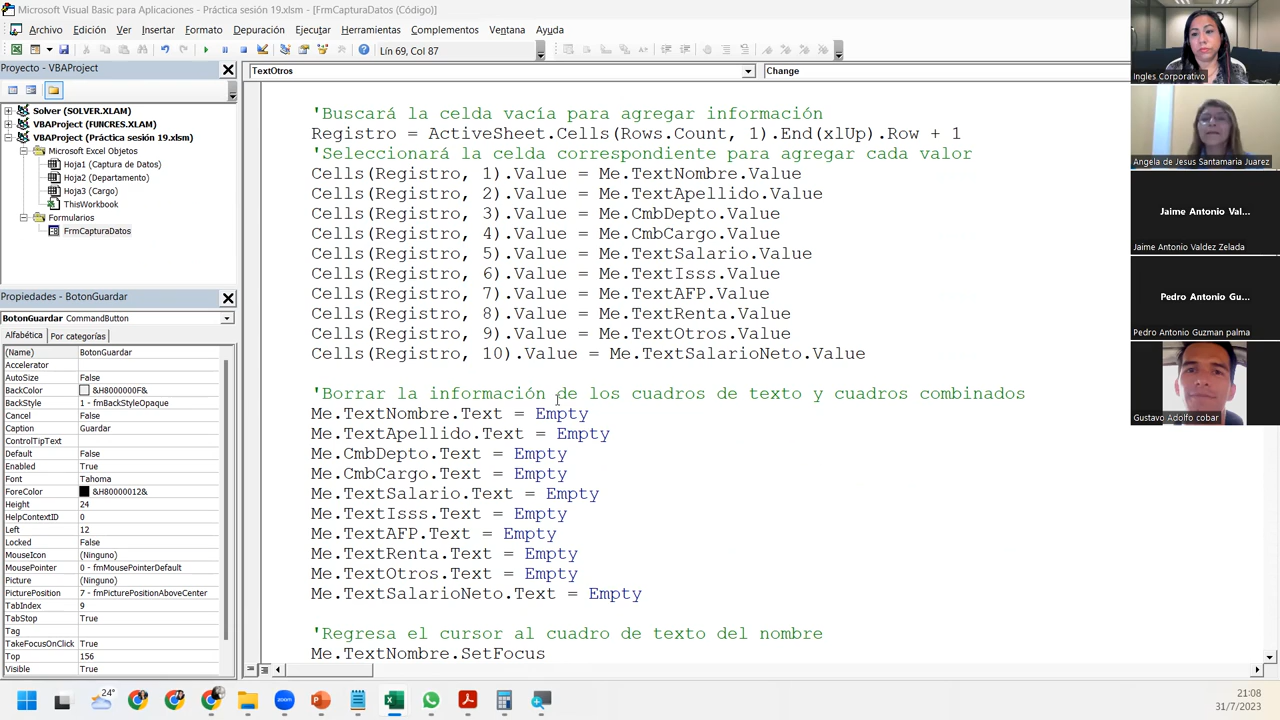 Microsoft Visual Basic para Aplicaciones - Práctica sesión 19.xlsm - [FrmCapturaDatos (Código)]
Archivo Edición Ver Insertar Formato Depuración Ejecutar Herramientas Complementos Ventana Ayuda
Lín 69, Col 87
Proyecto - VBAProject
Solver (SOLVER.XLAM)
VBAProject (FUNCRES.XLAM)
VBAProject (Práctica sesión 19.xlsm)
Microsoft Excel Objetos
Hoja1 (Captura de Datos)
Hoja2 (Departamento)
Hoja3 (Cargo)
ThisWorkbook
Formularios
FrmCapturaDatos
Propiedades - BotonGuardar
BotonGuardar CommandButton
Alfabética Por categorías
(Name) BotonGuardar
Accelerator
AutoSize False
BackColor &H8000000F&
BackStyle 1 - fmBackStyleOpaque
Cancel False
Caption Guardar
ControlTipText
Default False
Enabled True
Font Tahoma
ForeColor &H80000012&
Height 24
HelpContextID 0
Left 12
Locked False
MouseIcon (Ninguno)
MousePointer 0 - fmMousePointerDefault
Picture (Ninguno)
PicturePosition 7 - fmPicturePositionAboveCenter
TabIndex 9
TabStop True
Tag
TakeFocusOnClick True
Top 156
Visible True
TextOtros Change
'Buscará la celda vacía para agregar información
Registro = ActiveSheet.Cells(Rows.Count, 1).End(xlUp).Row + 1
'Seleccionará la celda correspondiente para agregar cada valor
Cells(Registro, 1).Value = Me.TextNombre.Value
Cells(Registro, 2).Value = Me.TextApellido.Value
Cells(Registro, 3).Value = Me.CmbDepto.Value
Cells(Registro, 4).Value = Me.CmbCargo.Value
Cells(Registro, 5).Value = Me.TextSalario.Value
Cells(Registro, 6).Value = Me.TextIsss.Value
Cells(Registro, 7).Value = Me.TextAFP.Value
Cells(Registro, 8).Value = Me.TextRenta.Value
Cells(Registro, 9).Value = Me.TextOtros.Value
Cells(Registro, 10).Value = Me.TextSalarioNeto.Value
'Borrar la información de los cuadros de texto y cuadros combinados
Me.TextNombre.Text = Empty
Me.TextApellido.Text = Empty
Me.CmbDepto.Text = Empty
Me.CmbCargo.Text = Empty
Me.TextSalario.Text = Empty
Me.TextIsss.Text = Empty
Me.TextAFP.Text = Empty
Me.TextRenta.Text = Empty
Me.TextOtros.Text = Empty
Me.TextSalarioNeto.Text = Empty
'Regresa el cursor al cuadro de texto del nombre
Me.TextNombre.SetFocus
Ingles Corporativo
Angela de Jesus Santamaría Juarez
Jaime Antonio Val...
Jaime Antonio Valdez Zelada
Pedro Antonio Gu...
Pedro Antonio Guzman palma
Gustavo Adolfo cobar
24°
zoom
21:08
31/7/2023